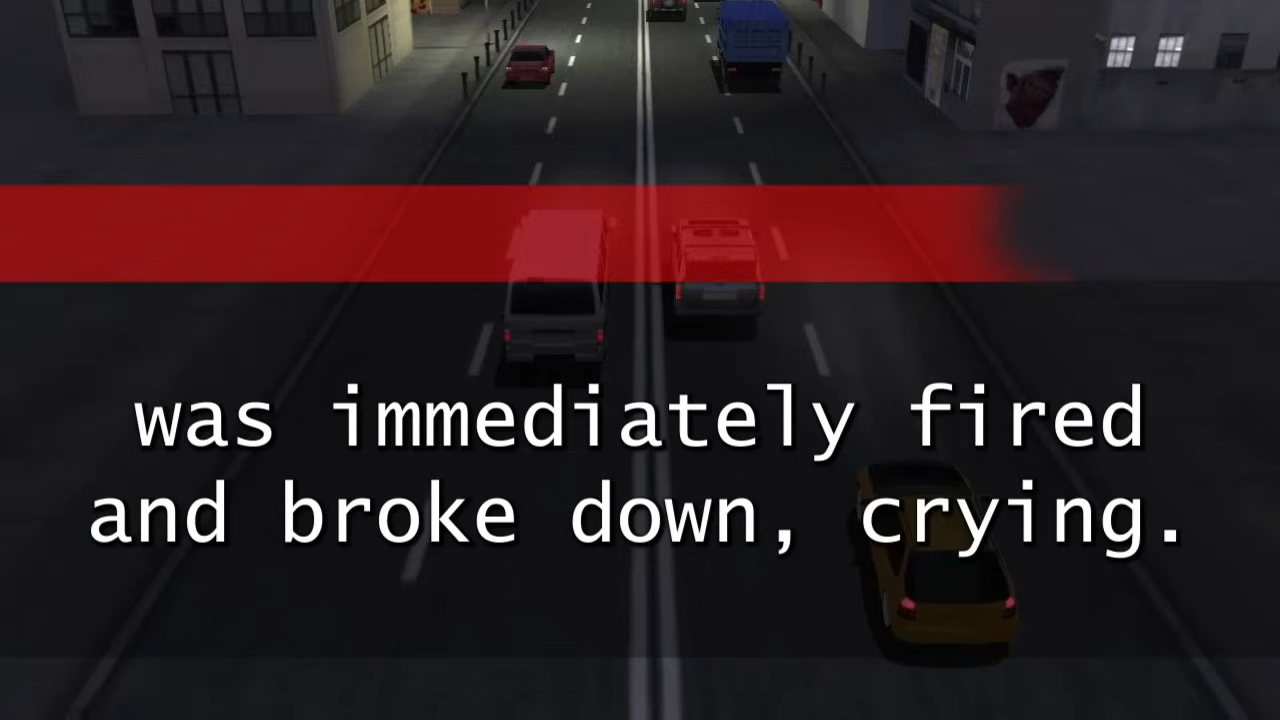 was immediately fired
and broke down, crying.